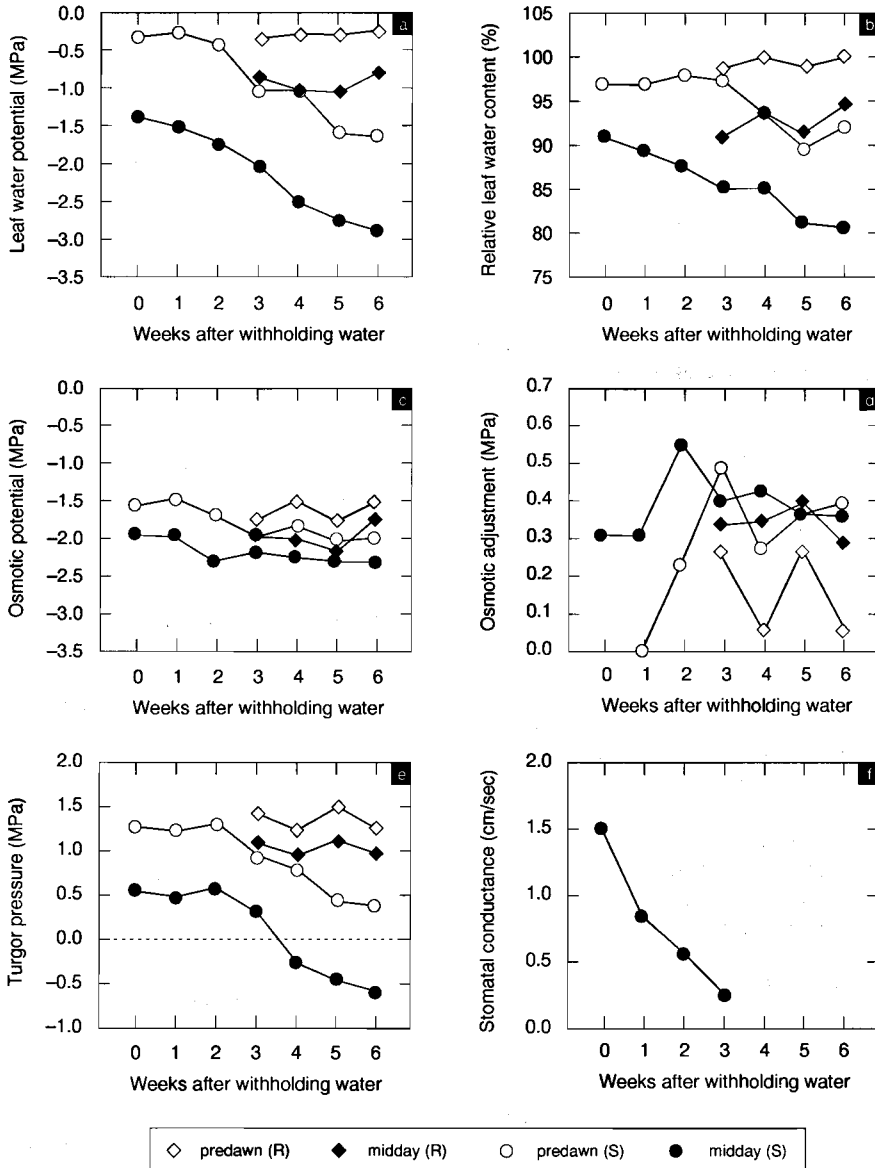 a
Leaf water potential (MPa)
0.0
–0.5
–1.0
–1.5
–2.0
–2.5
–3.0
–3.5
0 1 2 3 4 5 6
Weeks after withholding water
b
Relative leaf water content (%)
105
100
95
90
85
80
75
0 1 2 3 4 5 6
Weeks after withholding water
c
Osmotic potential (MPa)
0.0
–0.5
–1.0
–1.5
–2.0
–2.5
–3.0
–3.5
0 1 2 3 4 5 6
Weeks after withholding water
d
Osmotic adjustment (MPa)
0.7
0.6
0.5
0.4
0.3
0.2
0.1
0.0
0 1 2 3 4 5 6
Weeks after withholding water
e
Turgor pressure (MPa)
2.0
1.5
1.0
0.5
0.0
–0.5
–1.0
0 1 2 3 4 5 6
Weeks after withholding water
f
Stomatal conductance (cm/sec)
2.0
1.5
1.0
0.5
0.0
0 1 2 3 4 5 6
Weeks after withholding water
predawn (R) midday (R) predawn (S) midday (S)